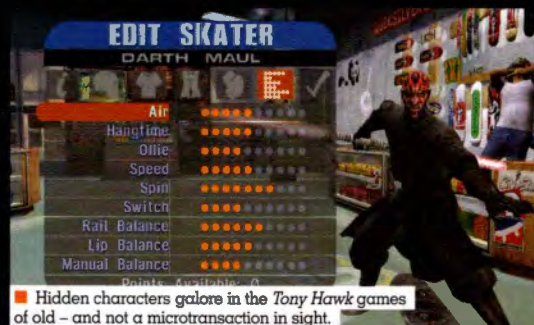 EDIT SKATER
DARTH MAUL
Air
Hangtime
Ollie
Speed
Spin
Switch
Rail Balance
Lip Balance
Manual Balance
Points Available: 0
Hidden characters galore in the Tony Hawk games
of old – and not a microtransaction in sight.